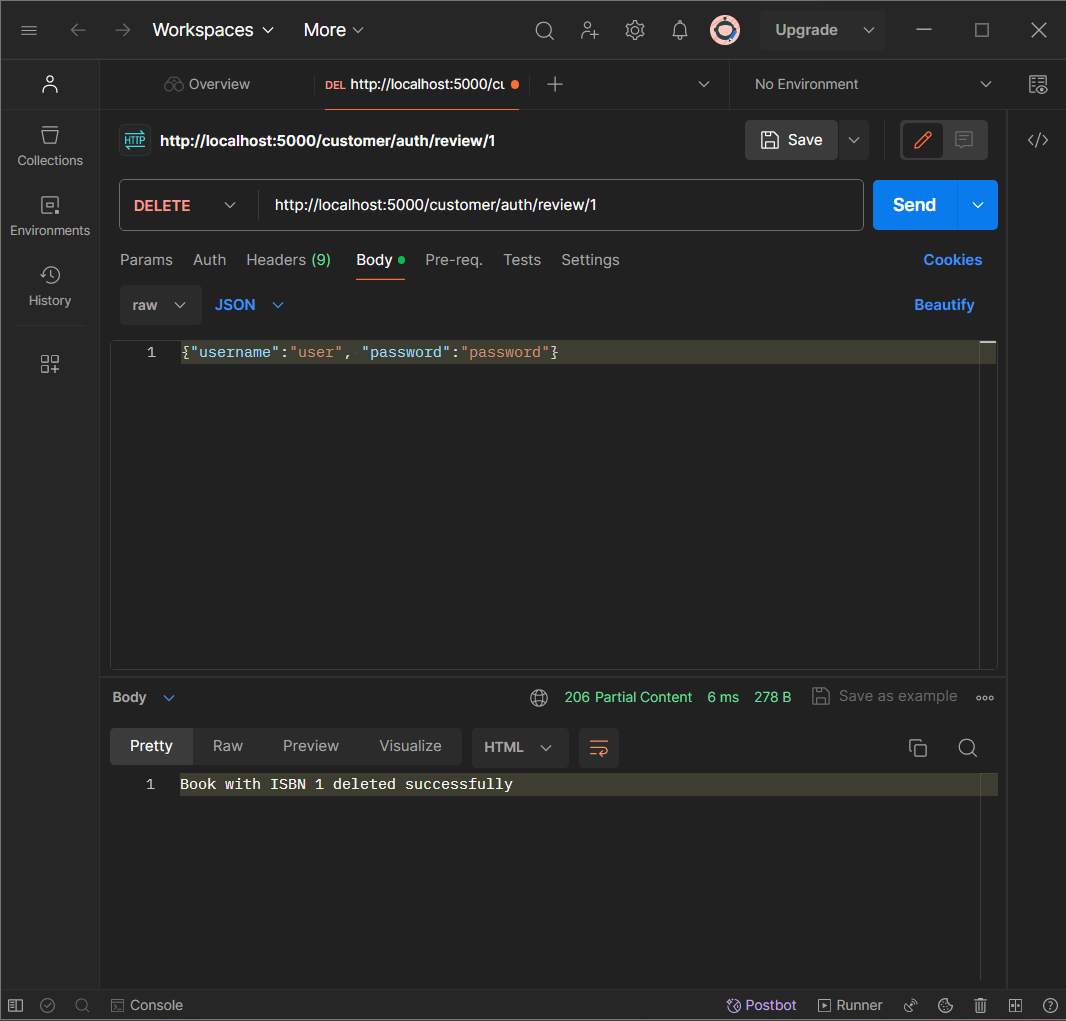 Workspaces More Upgrade
Overview DEL http://localhost:5000/cu No Environment
HTTP http://localhost:5000/customer/auth/review/1 Save
Collections
DELETE http://localhost:5000/customer/auth/review/1 Send
Environments
Params Auth Headers (9) Body Pre-req. Tests Settings Cookies
History
raw JSON Beautify
1 {"username":"user", "password":"password"}
Body 206 Partial Content 6 ms 278 B Save as example
Pretty Raw Preview Visualize HTML
1 Book with ISBN 1 deleted successfully
Console Postbot Runner